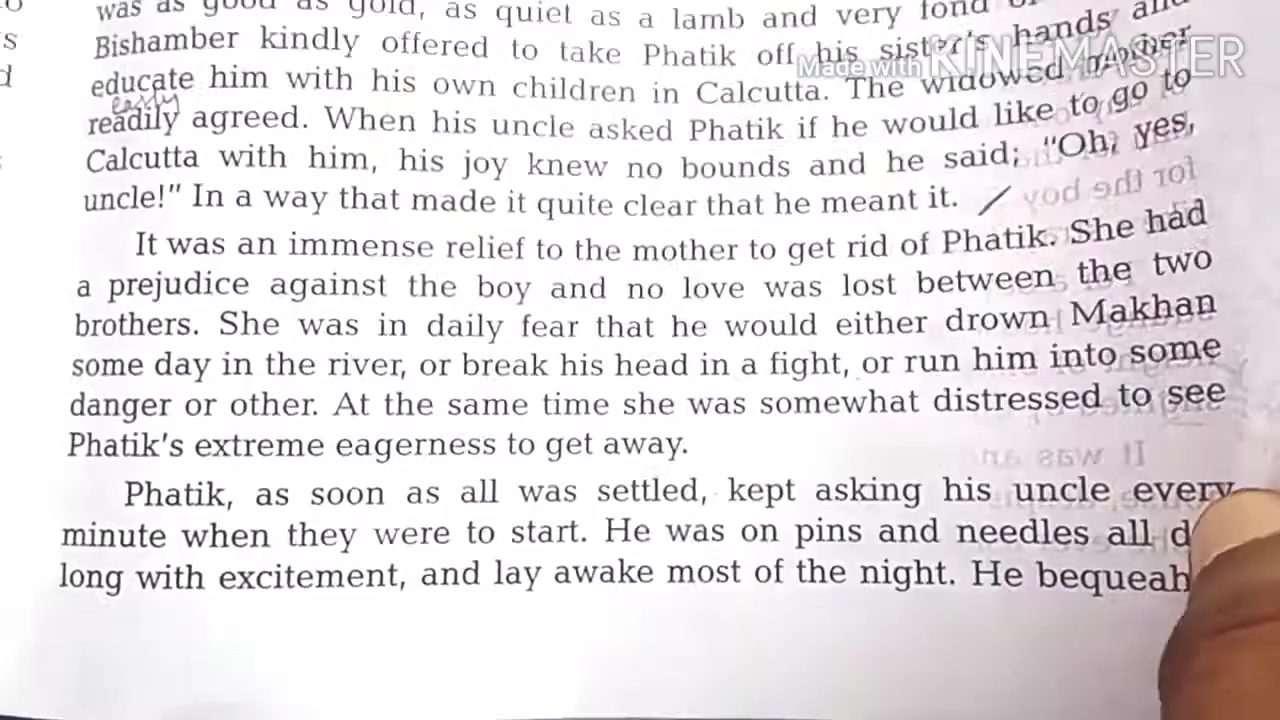 was as good as gold, as quiet as a lamb and very fond
Bishamber kindly offered to take Phatik off his sister's hands and
educate him with his own children in Calcutta. The widowed mother
easily
readily agreed. When his uncle asked Phatik if he would like to go to
Calcutta with him, his joy knew no bounds and he said; "Oh, yes,
uncle!" In a way that made it quite clear that he meant it.
It was an immense relief to the mother to get rid of Phatik. She had
a prejudice against the boy and no love was lost between the two
brothers. She was in daily fear that he would either drown Makhan
some day in the river, or break his head in a fight, or run him into some
danger or other. At the same time she was somewhat distressed to see
Phatik's extreme eagerness to get away.
Phatik, as soon as all was settled, kept asking his uncle every
minute when they were to start. He was on pins and needles all d
long with excitement, and lay awake most of the night. He bequeah
Made with KINEMASTER